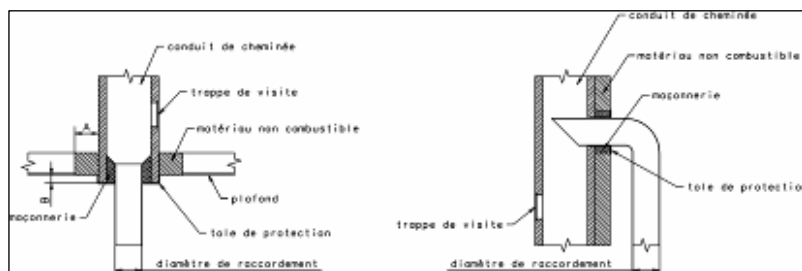 conduit de cheminée
trappe de visite
matériau non combustible
A
B
plafond
maçonnerie
tole de protection
diamètre de raccordement
conduit de cheminée
matériau non combustible
maçonnerie
tole de protection
trappe de visite
diamètre de raccordement